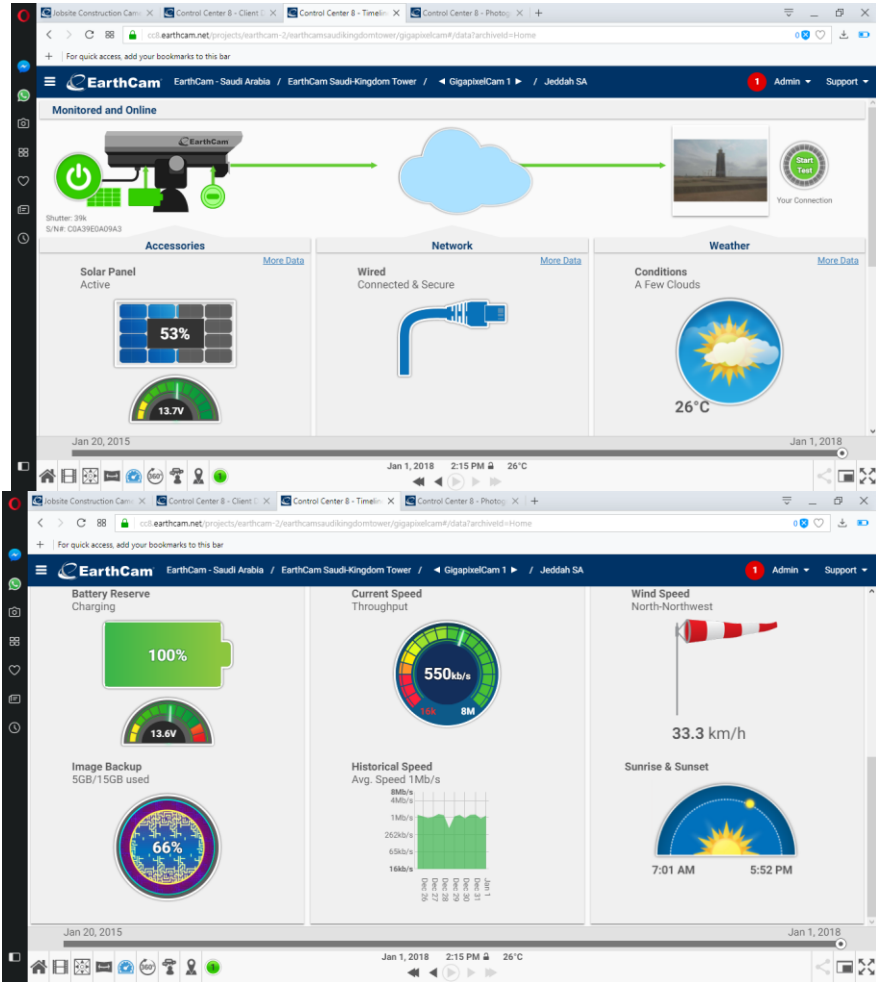 Jobsite Construction Cam
Control Center 8 - Client D
Control Center 8 - Timelin
Control Center 8 - Photog
cc8.earthcam.net/projects/earthcam-2/earthcamsaudikingdomtower/gigapixelcam#/data?archiveId=Home
0
For quick access, add your bookmarks to this bar
EarthCam EarthCam - Saudi Arabia / EarthCam Saudi-Kingdom Tower / ◄ GigapixelCam 1 ► / Jeddah SA
1 Admin Support
Monitored and Online
EarthCam
Start
Test
Your Connection
Shutter: 39k
S/N#: C0A39E0A09A3
Accessories
Network
Weather
More Data
More Data
More Data
Solar Panel
Active
Wired
Connected & Secure
Conditions
A Few Clouds
53%
13.7V
26°C
Jan 20, 2015
Jan 1, 2018
Jan 1, 2018 2:15 PM 26°C
360°
1
Jobsite Construction Cam
Control Center 8 - Client D
Control Center 8 - Timelin
Control Center 8 - Photog
cc8.earthcam.net/projects/earthcam-2/earthcamsaudikingdomtower/gigapixelcam#/data?archiveId=Home
0
For quick access, add your bookmarks to this bar
EarthCam EarthCam - Saudi Arabia / EarthCam Saudi-Kingdom Tower / ◄ GigapixelCam 1 ► / Jeddah SA
1 Admin Support
Battery Reserve
Charging
Current Speed
Throughput
Wind Speed
North-Northwest
100%
13.6V
550kb/s
16k 8M
33.3 km/h
Image Backup
5GB/15GB used
66%
Historical Speed
Avg. Speed 1Mb/s
8Mb/s
4Mb/s
1Mb/s
262kb/s
65kb/s
16kb/s
Dec 26
Dec 27
Dec 28
Dec 29
Dec 30
Dec 31
Jan 1
Sunrise & Sunset
7:01 AM 5:52 PM
Jan 20, 2015
Jan 1, 2018
Jan 1, 2018 2:15 PM 26°C
360°
1